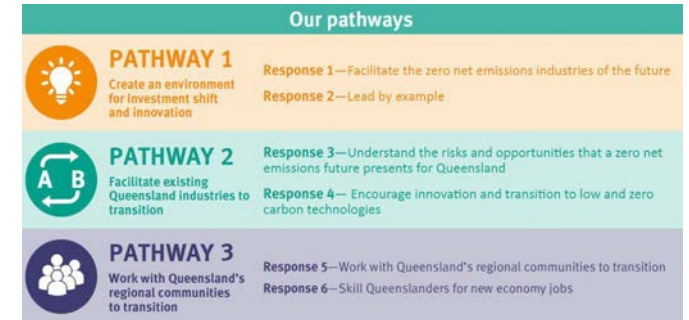 Our pathways
PATHWAY 1
Create an environment
for investment shift
and innovation
Response 1—Facilitate the zero net emissions industries of the future
Response 2—Lead by example
A B
PATHWAY 2
Facilitate existing
Queensland industries to
transition
Response 3—Understand the risks and opportunities that a zero net
emissions future presents for Queensland
Response 4— Encourage innovation and transition to low and zero
carbon technologies
PATHWAY 3
Work with Queensland's
regional communities
to transition
Response 5—Work with Queensland's regional communities to transition
Response 6—Skill Queenslanders for new economy jobs